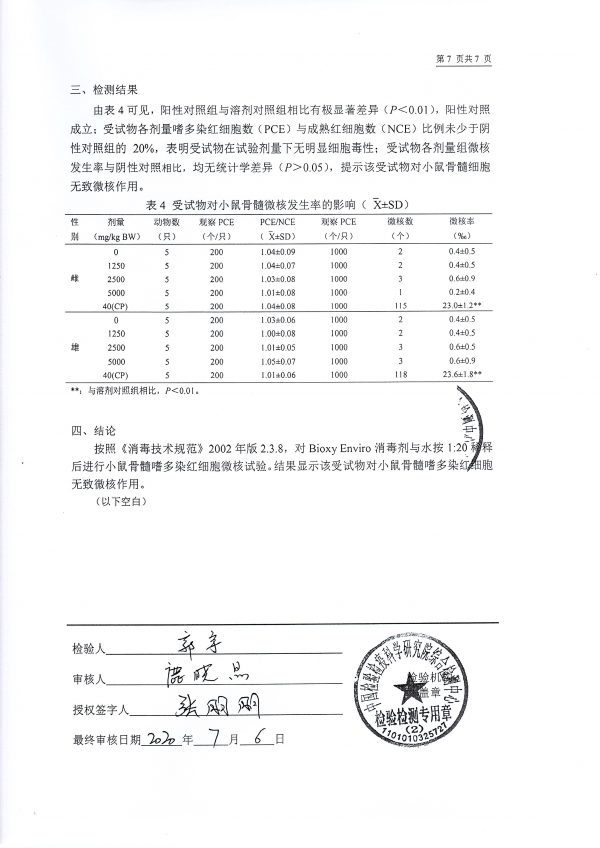 第 7 页共 7 页
三、检测结果
由表 4 可见，阳性对照组与溶剂对照组相比有极显著差异（P＜0.01），阳性对照
成立；受试物各剂量嗜多染红细胞数（PCE）与成熟红细胞数（NCE）比例未少于阴
性对照组的 20%，表明受试物在试验剂量下无明显细胞毒性；受试物各剂量组微核
发生率与阴性对照相比，均无统计学差异（P＞0.05），提示该受试物对小鼠骨髓细胞
无致微核作用。
表 4 受试物对小鼠骨髓微核发生率的影响（ X̄±SD）
性 剂量 动物数 观察 PCE PCE/NCE 观察 PCE 微核数 微核率
别 （mg/kg BW） （只） （个/只） （ X̄±SD） （个/只） （个） （‰）
0 5 200 1.04±0.09 1000 2 0.4±0.5
1250 5 200 1.04±0.07 1000 2 0.4±0.5
雌 2500 5 200 1.03±0.08 1000 3 0.6±0.9
5000 5 200 1.01±0.08 1000 1 0.2±0.4
40(CP) 5 200 1.04±0.08 1000 115 23.0±1.2**
0 5 200 1.03±0.06 1000 2 0.4±0.5
1250 5 200 1.00±0.08 1000 2 0.4±0.5
雄 2500 5 200 1.01±0.05 1000 3 0.6±0.5
5000 5 200 1.05±0.07 1000 3 0.6±0.9
40(CP) 5 200 1.01±0.06 1000 118 23.6±1.8**
**：与溶剂对照组相比，P<0.01。
四、结论
按照《消毒技术规范》2002 年版 2.3.8，对 Bioxy Enviro 消毒剂与水按 1:20 稀释
后进行小鼠骨髓嗜多染红细胞微核试验。结果显示该受试物对小鼠骨髓嗜多染红细胞
无致微核作用。
（以下空白）
检验人 郭宇
审核人
授权签字人 张明明
最终审核日期 2020 年 7 月 6 日
中国检验检疫科学研究院综合检测中心
检验机构
盖章
检验检测专用章
(2)
1101010325727
检测中心